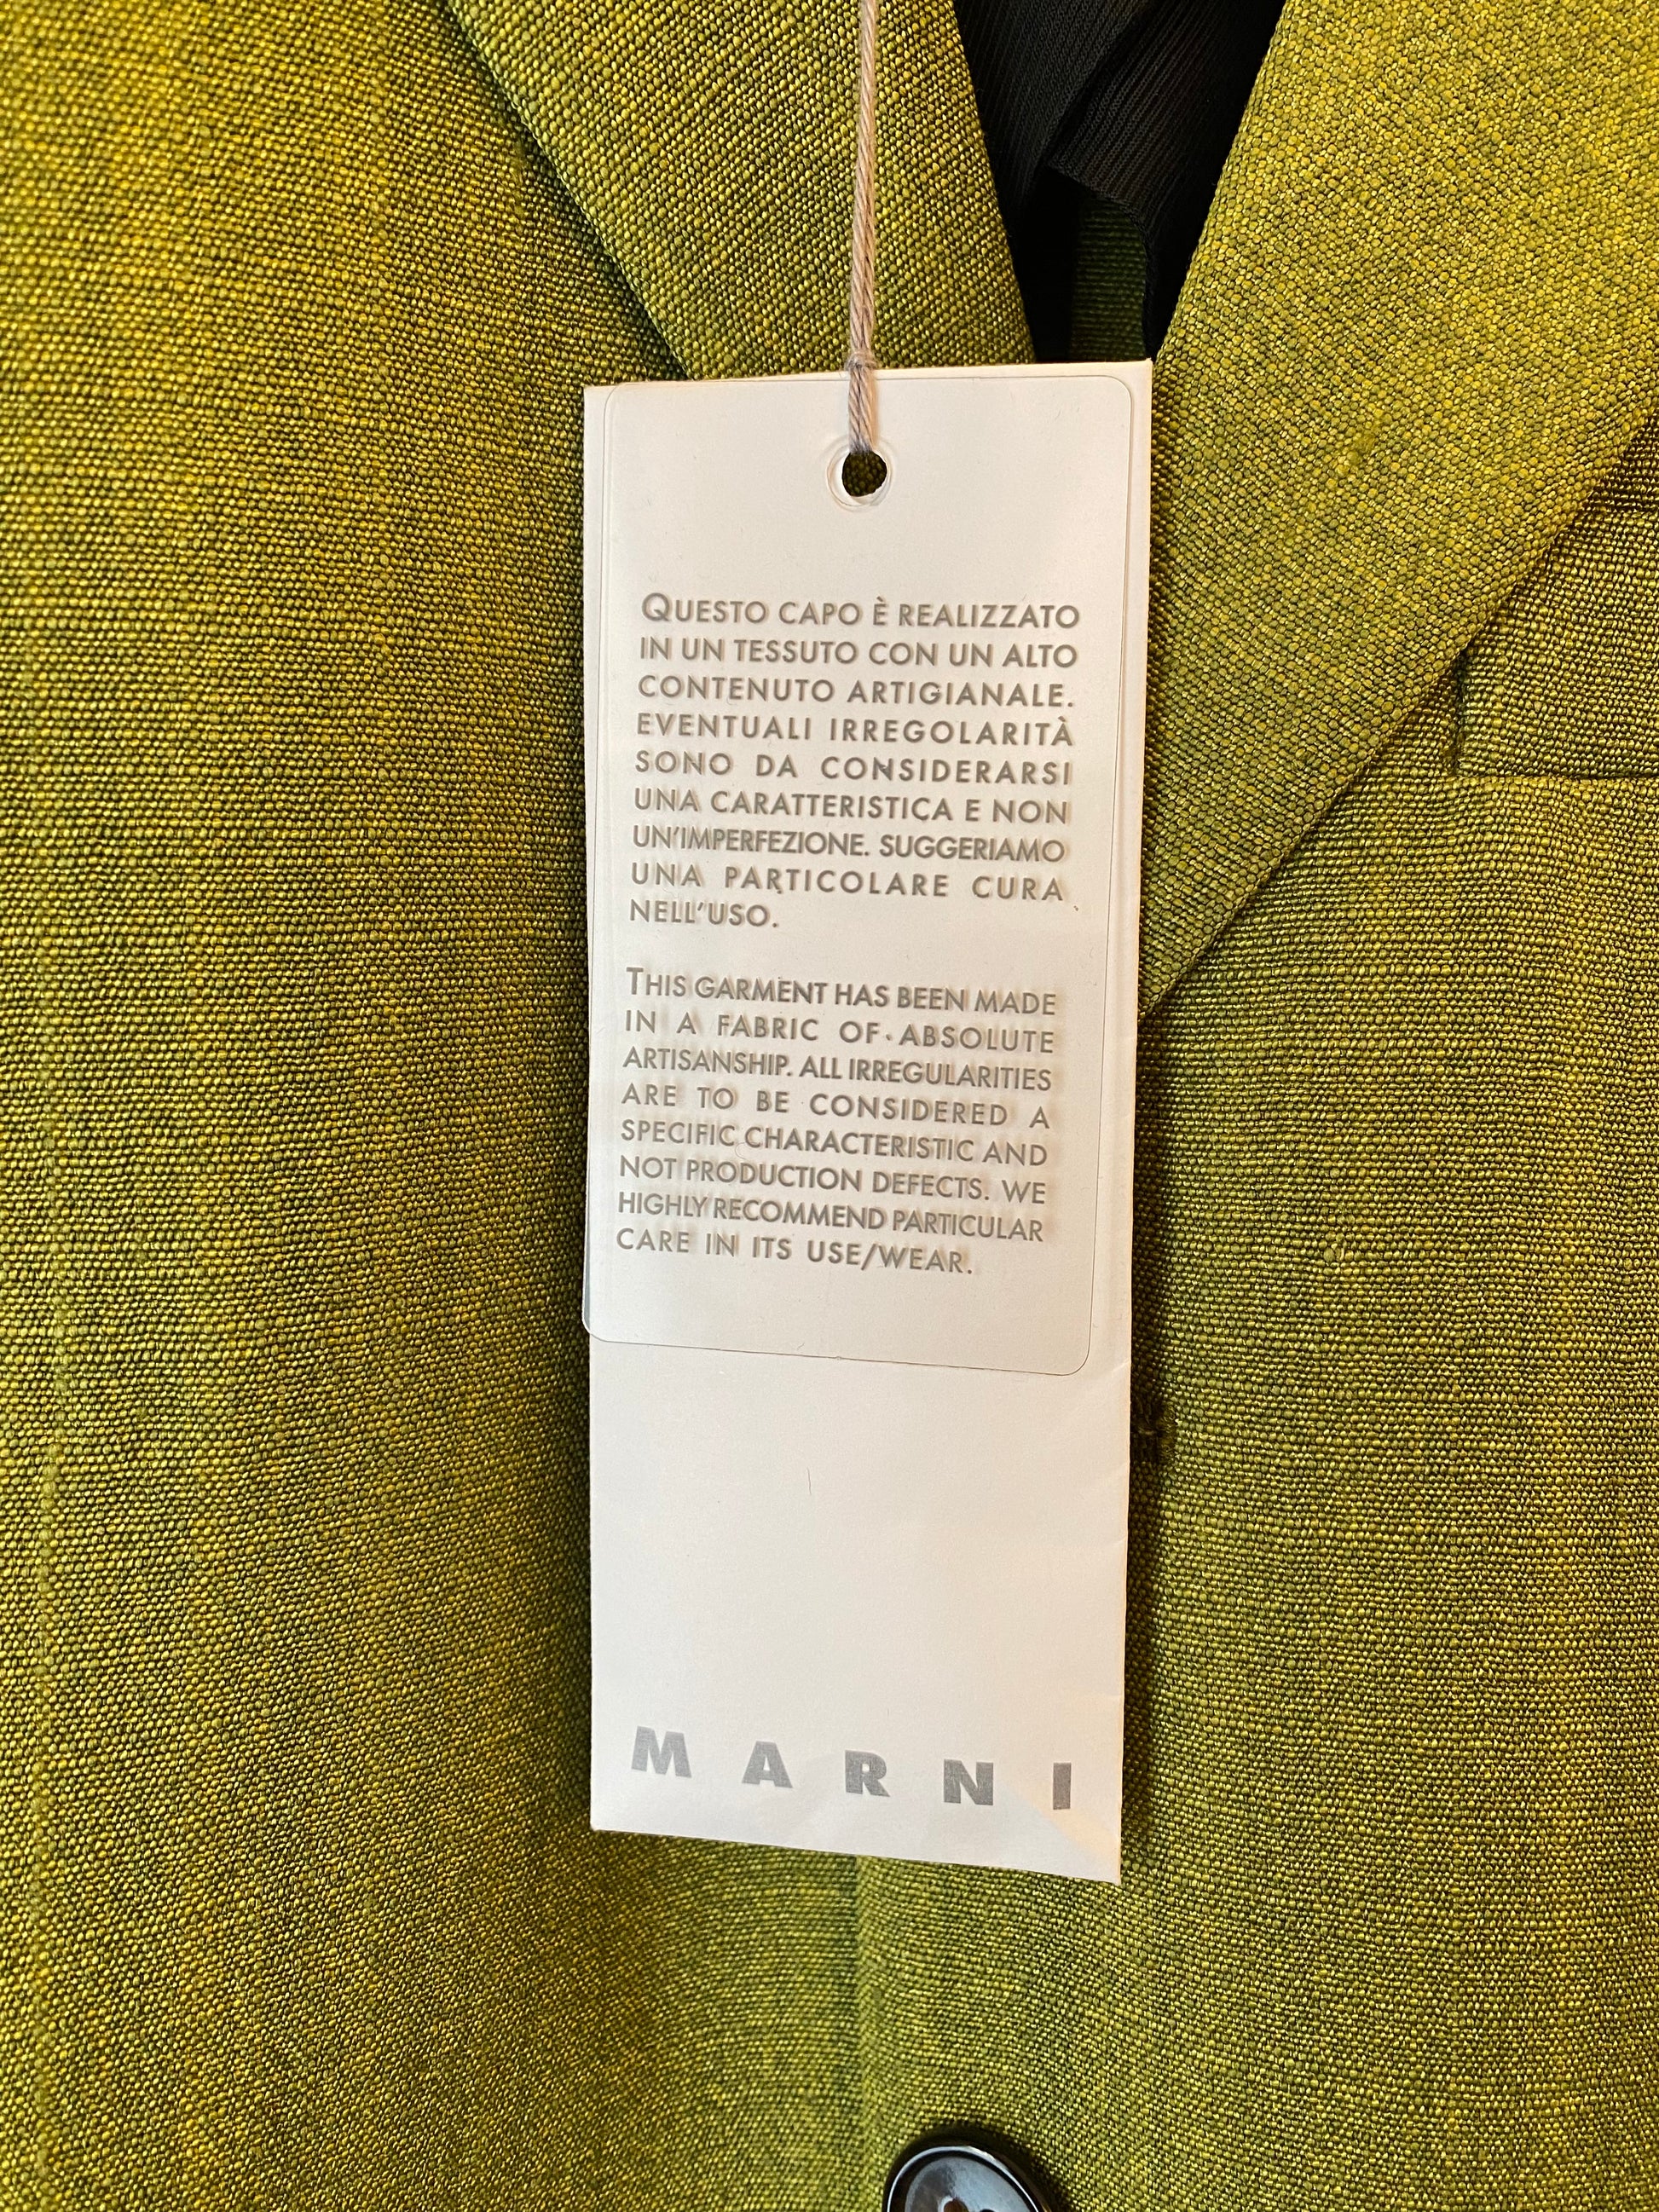 QUESTO CAPO È REALIZZATO
IN UN TESSUTO CON UN ALTO
CONTENUTO ARTIGIANALE.
EVENTUALI IRREGOLARITÀ
SONO DA CONSIDERARSI
UNA CARATTERISTICA E NON
UN'IMPERFEZIONE. SUGGERIAMO
UNA PARTICOLARE CURA
NELL'USO.
THIS GARMENT HAS BEEN MADE
IN A FABRIC OF ABSOLUTE
ARTISANSHIP. ALL IRREGULARITIES
ARE TO BE CONSIDERED A
SPECIFIC CHARACTERISTIC AND
NOT PRODUCTION DEFECTS. WE
HIGHLY RECOMMEND PARTICULAR
CARE IN ITS USE/WEAR.
MARNI